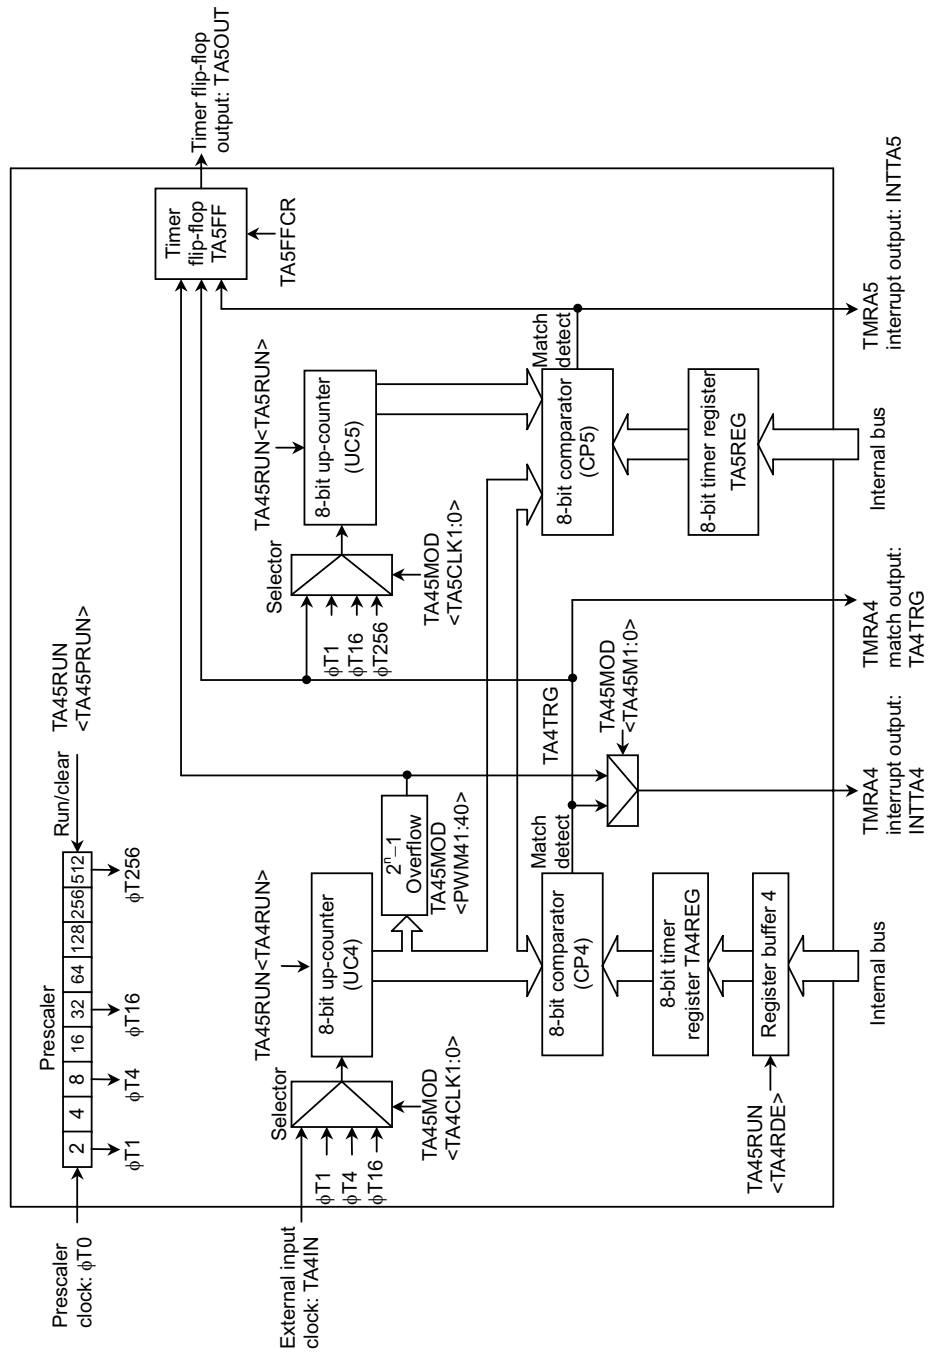 Prescaler
clock: ϕT0
Prescaler
2
4
8
16
32
64
128
256
512
Run/clear
TA45RUN
<TA45PRUN>
ϕT1
ϕT4
ϕT16
ϕT256
External input
clock: TA4IN
ϕT1
ϕT4
ϕT16
Selector
TA45MOD
<TA4CLK1:0>
TA45RUN<TA4RUN>
8-bit up-counter
(UC4)
2ⁿ−1
Overflow
TA45MOD
<PWM41:40>
Selector
ϕT1
ϕT16
ϕT256
TA45MOD
<TA5CLK1:0>
TA45RUN<TA5RUN>
8-bit up-counter
(UC5)
Timer
flip-flop
TA5FF
TA5FFCR
Timer flip-flop
output: TA5OUT
8-bit comparator
(CP4)
Match
detect
TA4TRG
TA45MOD
<TA45M1:0>
8-bit comparator
(CP5)
Match
detect
8-bit timer
register TA4REG
Register buffer 4
TA45RUN
<TA4RDE>
8-bit timer register
TA5REG
Internal bus
TMRA4
interrupt output:
INTTA4
TMRA4
match output:
TA4TRG
Internal bus
TMRA5
interrupt output: INTTA5